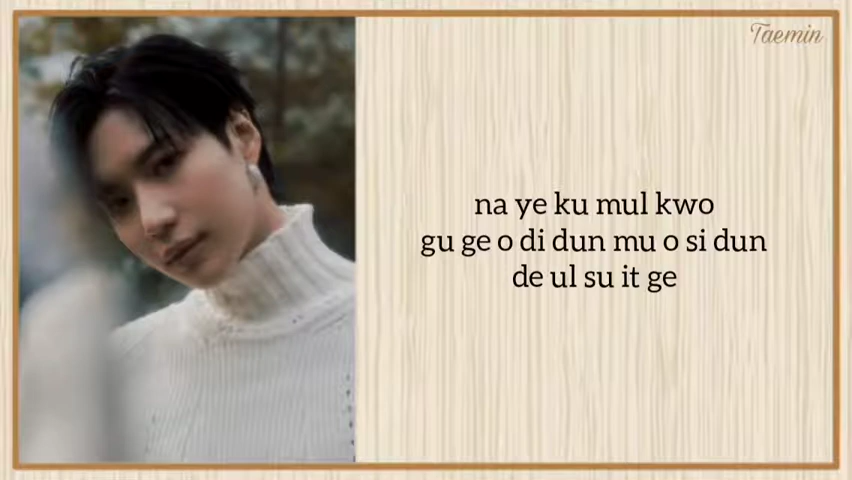 Taemin
na ye ku mul kwo
gu ge o di dun mu o si dun
de ul su it ge